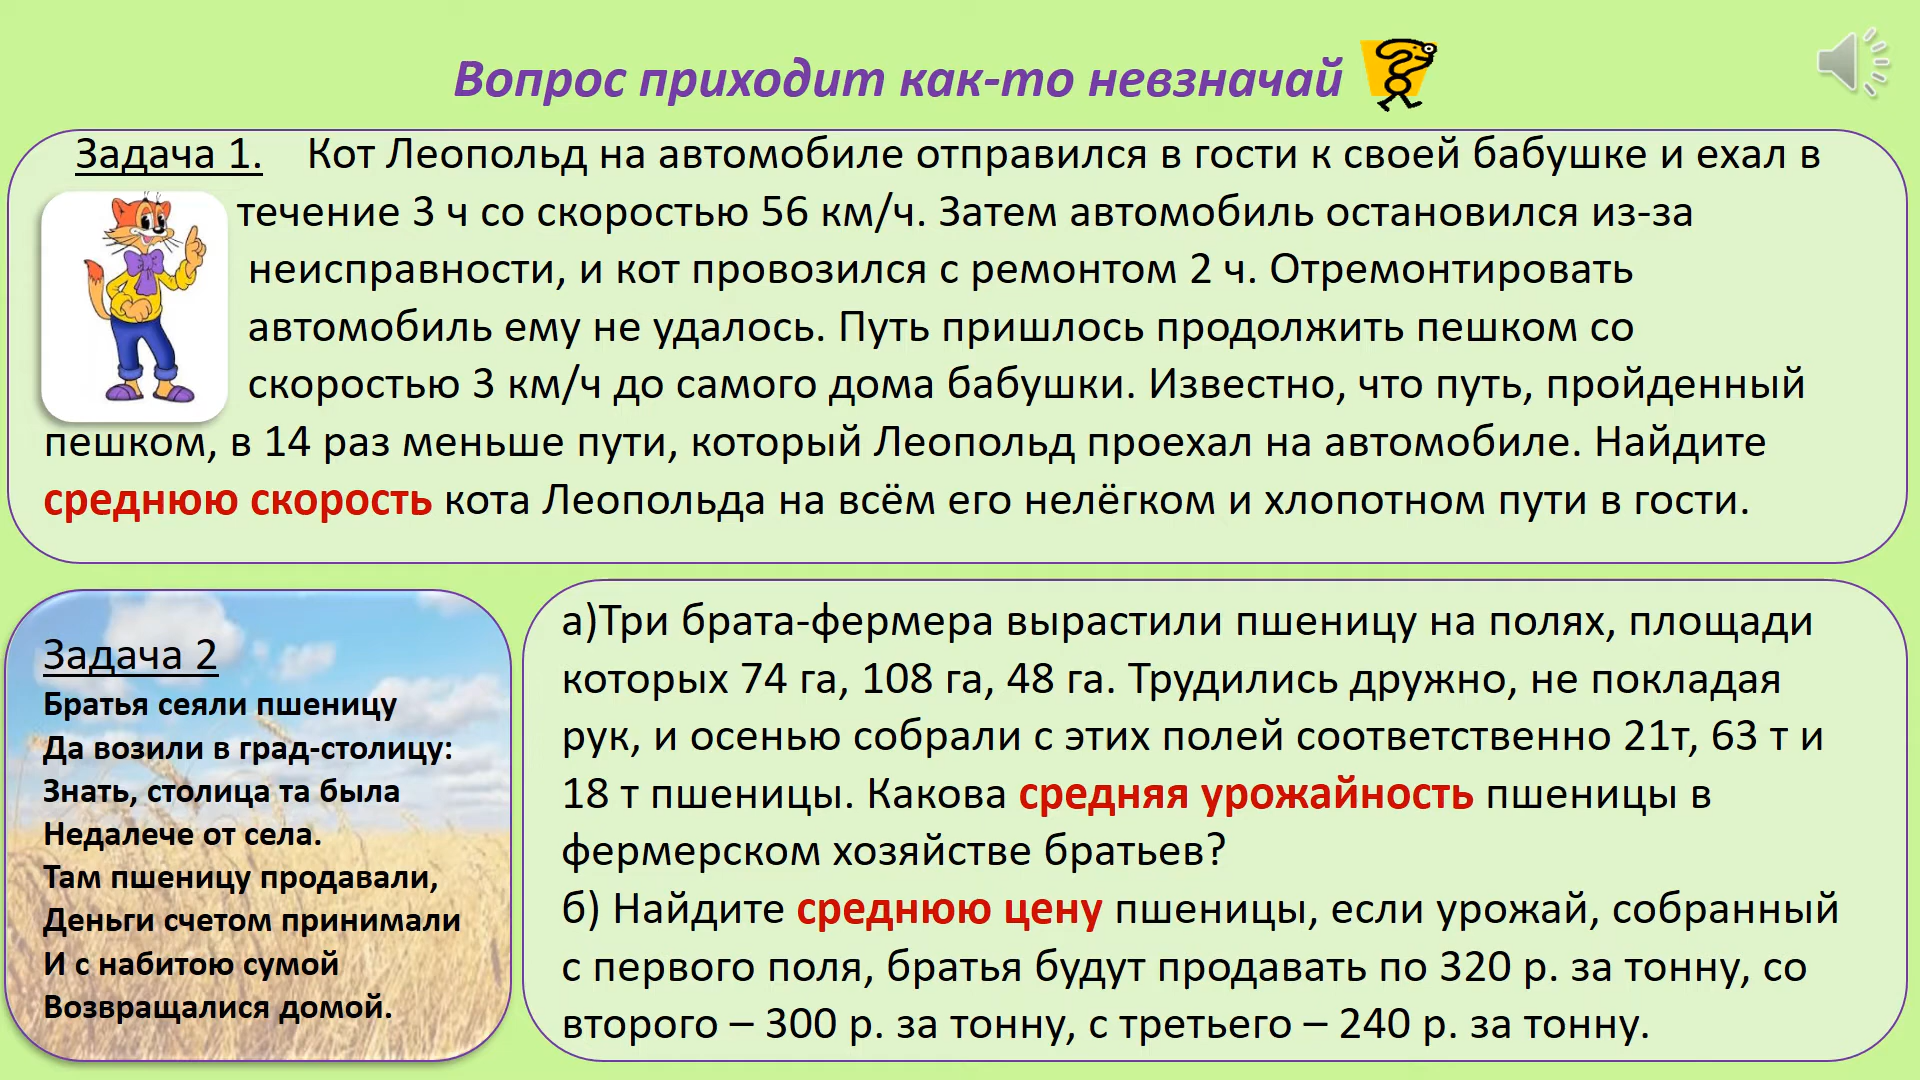 Вопрос приходит как-то невзначай
Задача 1. Кот Леопольд на автомобиле отправился в гости к своей бабушке и ехал в
течение 3 ч со скоростью 56 км/ч. Затем автомобиль остановился из-за
неисправности, и кот провозился с ремонтом 2 ч. Отремонтировать
автомобиль ему не удалось. Путь пришлось продолжить пешком со
скоростью 3 км/ч до самого дома бабушки. Известно, что путь, пройденный
пешком, в 14 раз меньше пути, который Леопольд проехал на автомобиле. Найдите
среднюю скорость кота Леопольда на всём его нелёгком и хлопотном пути в гости.
Задача 2
Братья сеяли пшеницу
Да возили в град-столицу:
Знать, столица та была
Недалече от села.
Там пшеницу продавали,
Деньги счетом принимали
И с набитою сумой
Возвращалися домой.
а)Три брата-фермера вырастили пшеницу на полях, площади
которых 74 га, 108 га, 48 га. Трудились дружно, не покладая
рук, и осенью собрали с этих полей соответственно 21т, 63 т и
18 т пшеницы. Какова средняя урожайность пшеницы в
фермерском хозяйстве братьев?
б) Найдите среднюю цену пшеницы, если урожай, собранный
с первого поля, братья будут продавать по 320 р. за тонну, со
второго – 300 р. за тонну, с третьего – 240 р. за тонну.